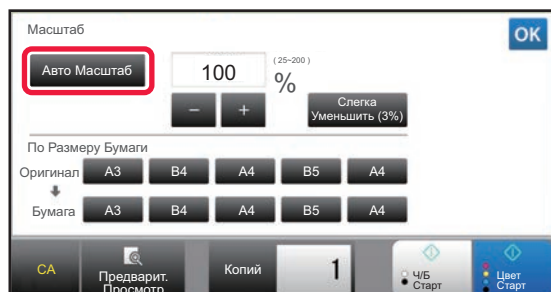 Масштаб
OK
Авто Масштаб
100
(25~200)
%
−
+
Слегка
Уменьшить (3%)
По Размеру Бумаги
Оригинал
A3
B4
A4
B5
A4
Бумага
A3
B4
A4
B5
A4
CA
Предварит.
Просмотр
Копий
1
Ч/Б
Старт
Цвет
Старт